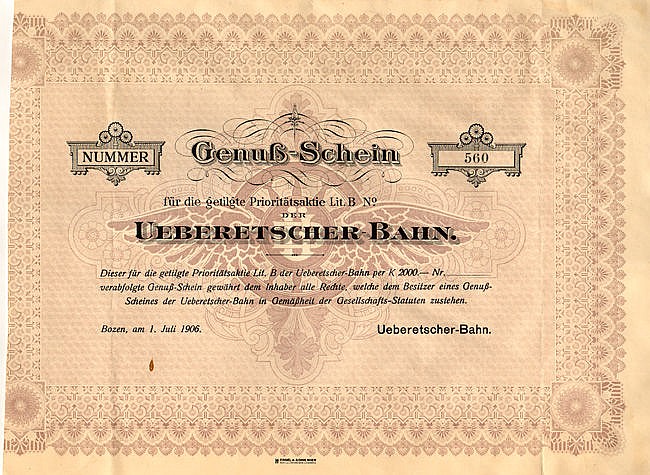 NUMMER
Genuß-Schein
560
für die getilgte Prioritätsaktie Lit. B Nº
DER
UEBERETSCHER-BAHN.
Dieser für die getilgte Prioritätsaktie Lit. B der Ueberetscher-Bahn per K 2000.— Nr.
verabfolgte Genuß-Schein gewährt dem Inhaber alle Rechte, welche dem Besitzer eines Genuß-
Scheines der Ueberetscher-Bahn in Gemäßheit der Gesellschafts-Statuten zustehen.
Bozen, am 1. Juli 1906.
Ueberetscher-Bahn.